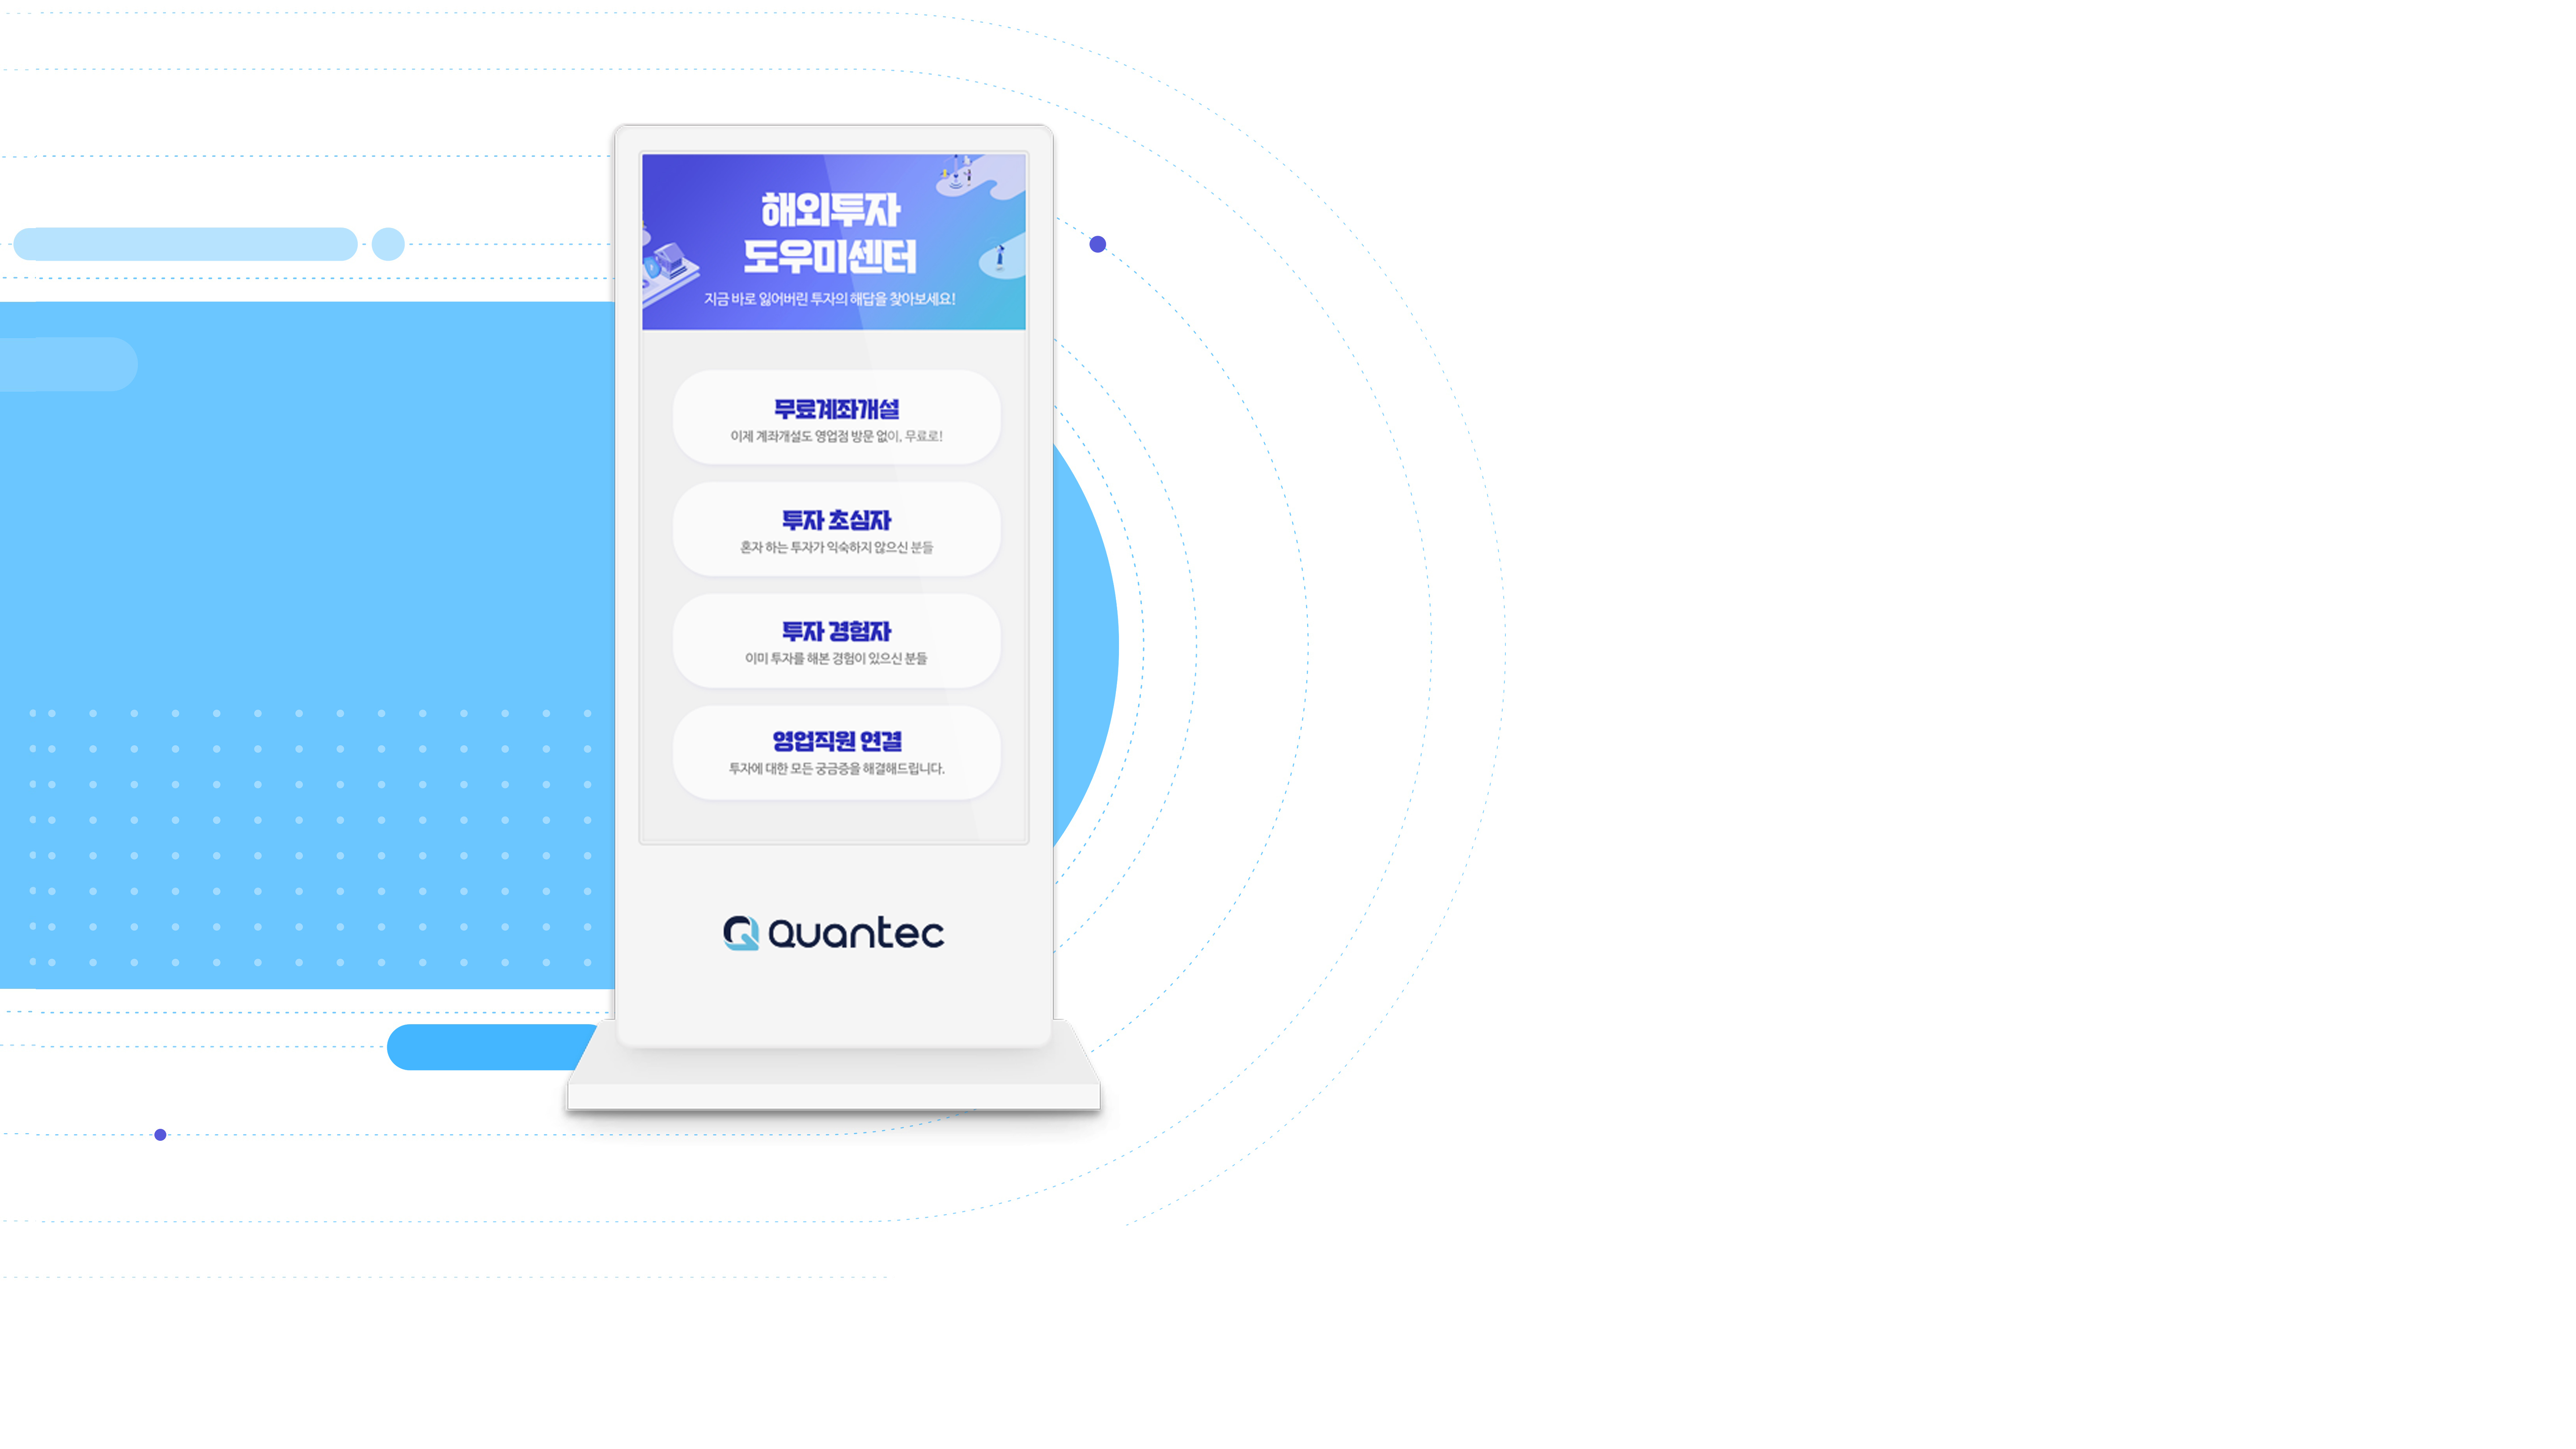 해외투자
도우미센터
지금 바로 잃어버린 투자의 해답을 찾아보세요!
무료계좌개설
이제 계좌개설도 영업점 방문 없이, 무료로!
투자 초심자
혼자 하는 투자가 익숙하지 않으신 분들
투자 경험자
이미 투자를 해본 경험이 있으신 분들
영업직원 연결
투자에 대한 모든 궁금증을 해결해드립니다.
Quantec